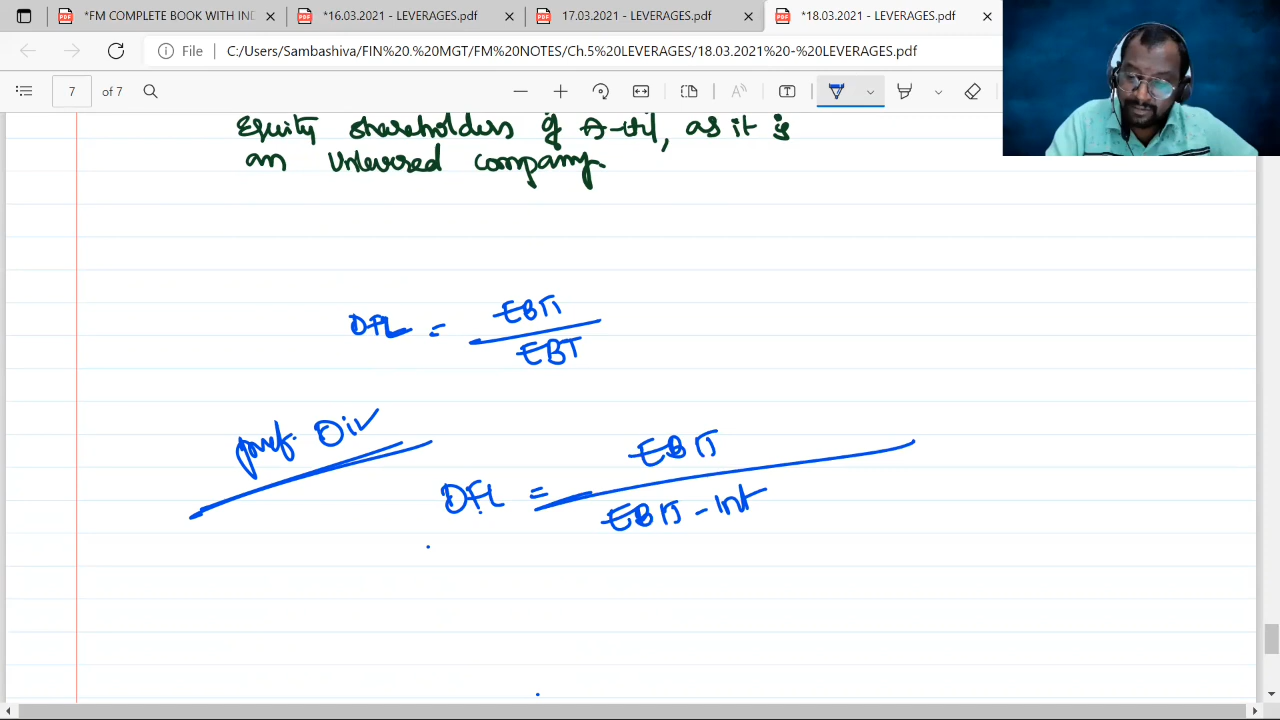 *FM COMPLETE BOOK WITH IND
*16.03.2021 - LEVERAGES.pdf
17.03.2021 - LEVERAGES.pdf
*18.03.2021 - LEVERAGES.pdf
File
C:/Users/Sambashiva/FIN%20.%20MGT/FM%20NOTES/Ch.5%20LEVERAGES/18.03.2021%20-%20LEVERAGES.pdf
7 of 7
Equity shareholders of A-Ltd, as it is
an Unlevered company
DFL = EBIT
EBT
Pref. Div
DFL = EBIT
EBIT - Int